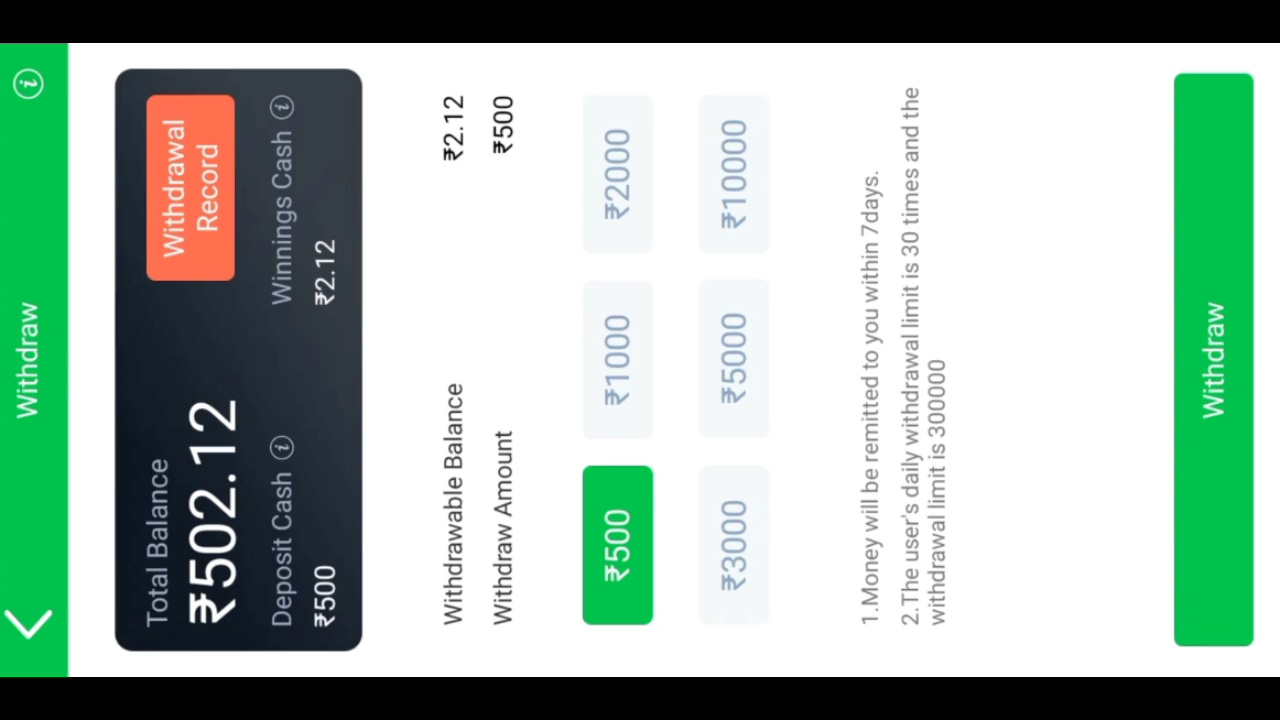 Withdraw
Total Balance
₹502.12
Withdrawal
Record
Deposit Cash
Winnings Cash
₹500
₹2.12
Withdrawable Balance ₹2.12
Withdraw Amount ₹500
₹500 ₹1000 ₹2000
₹3000 ₹5000 ₹10000
1.Money will be remitted to you within 7days.
2.The user's daily withdrawal limit is 30 times and the
withdrawal limit is 300000
Withdraw